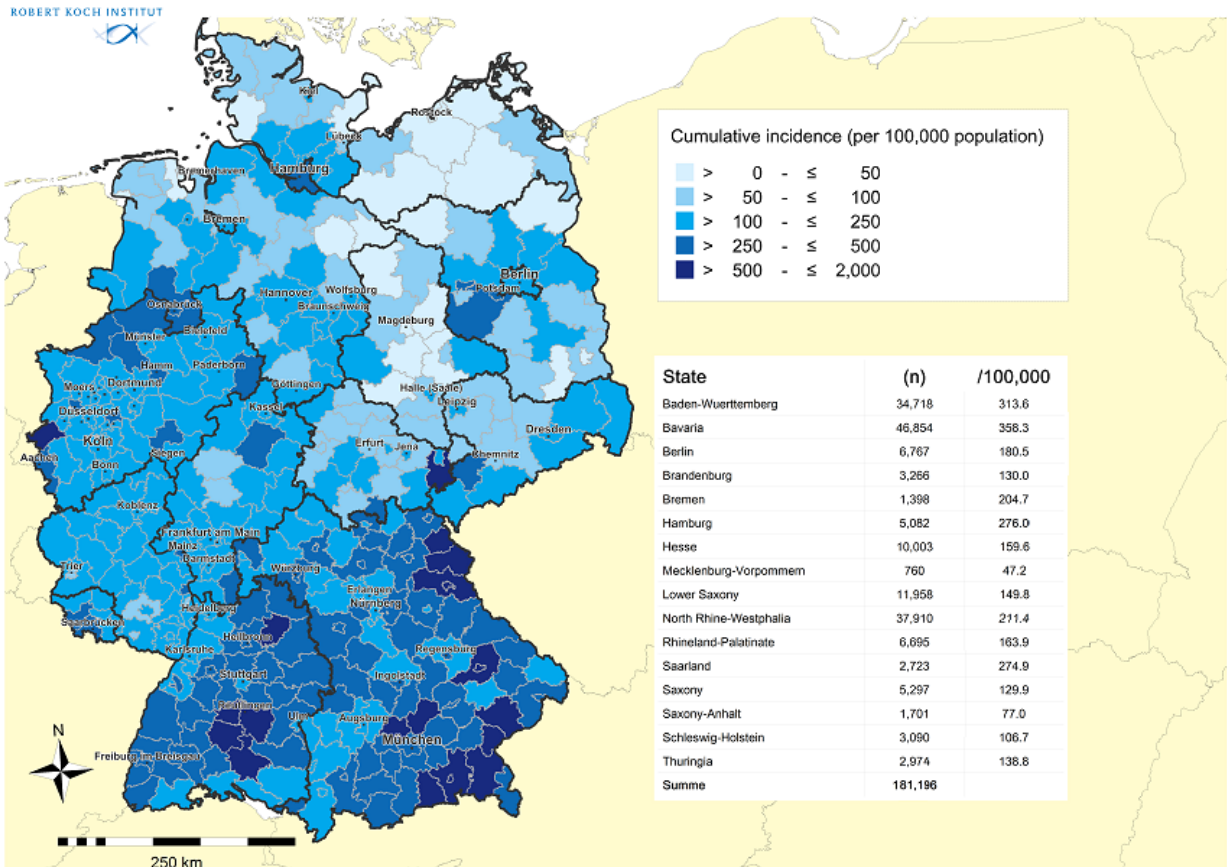 ROBERT KOCH INSTITUT
Kiel
Rostock
Lübeck
Hamburg
Bremerhaven
Bremen
Berlin
Potsdam
Wolfsburg
Hannover
Braunschweig
Osnabrück
Magdeburg
Bielefeld
Münster
Hamm
Paderborn
Moers
Dortmund
Göttingen
Halle (Saale)
Leipzig
Kassel
Düsseldorf
Dresden
Köln
Erfurt
Jena
Aachen
Siegen
Chemnitz
Bonn
Koblenz
Frankfurt am Main
Mainz
Darmstadt
Trier
Würzburg
Erlangen
Nürnberg
Heidelberg
Saarbrücken
Heilbronn
Karlsruhe
Regensburg
Stuttgart
Ingolstadt
Reutlingen
Ulm
Augsburg
München
Freiburg im Breisgau
N
250 km
Cumulative incidence (per 100,000 population)
> 0 - ≤ 50
> 50 - ≤ 100
> 100 - ≤ 250
> 250 - ≤ 500
> 500 - ≤ 2,000
State (n) /100,000
Baden-Wuerttemberg 34,718 313.6
Bavaria 46,854 358.3
Berlin 6,767 180.5
Brandenburg 3,266 130.0
Bremen 1,398 204.7
Hamburg 5,082 276.0
Hesse 10,003 159.6
Mecklenburg-Vorpommern 760 47.2
Lower Saxony 11,958 149.8
North Rhine-Westphalia 37,910 211.4
Rhineland-Palatinate 6,695 163.9
Saarland 2,723 274.9
Saxony 5,297 129.9
Saxony-Anhalt 1,701 77.0
Schleswig-Holstein 3,090 106.7
Thuringia 2,974 138.8
Summe 181,196